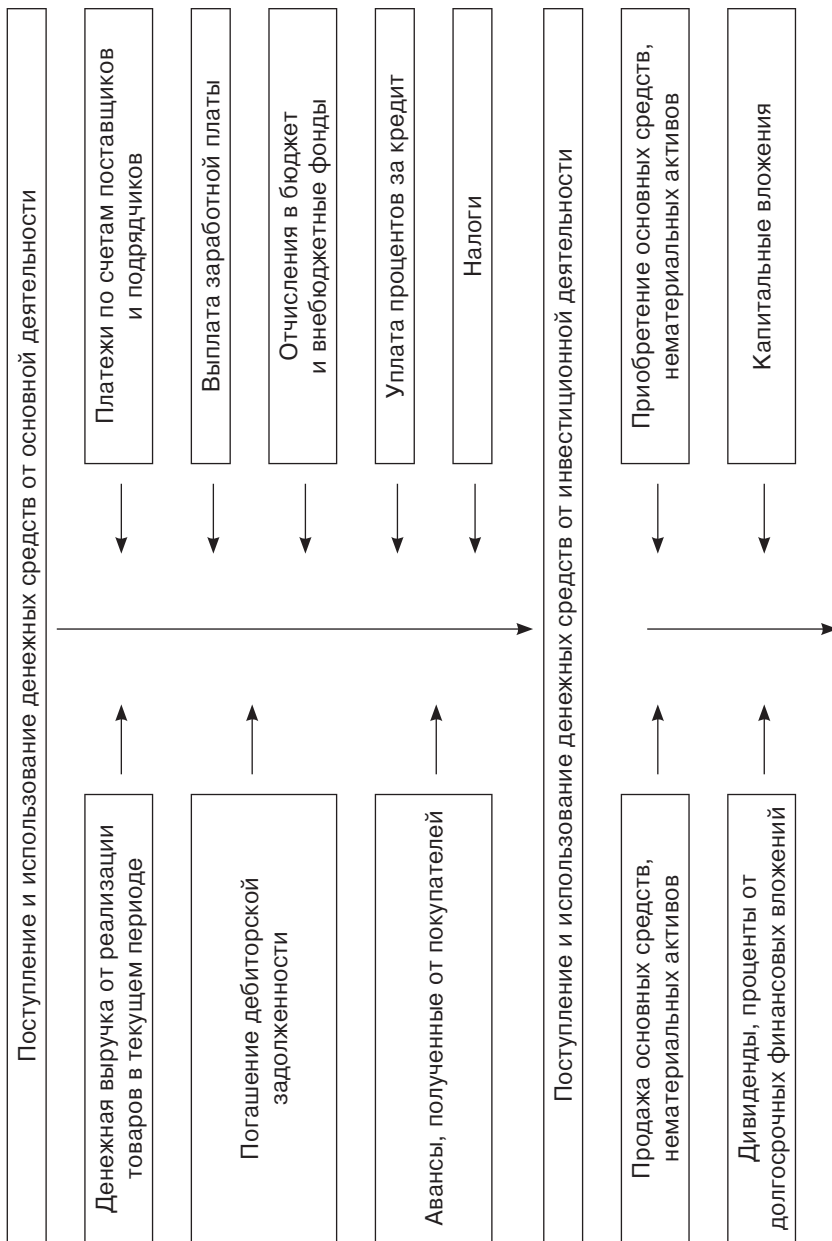 Поступление и использование денежных средств от основной деятельности
Денежная выручка от реализации
товаров в текущем периоде
Платежи по счетам поставщиков
и подрядчиков
Погашение дебиторской
задолженности
Выплата заработной платы
Отчисления в бюджет
и внебюджетные фонды
Авансы, полученные от покупателей
Уплата процентов за кредит
Налоги
Поступление и использование денежных средств от инвестиционной деятельности
Продажа основных средств,
нематериальных активов
Приобретение основных средств,
нематериальных активов
Дивиденды, проценты от
долгосрочных финансовых вложений
Капитальные вложения